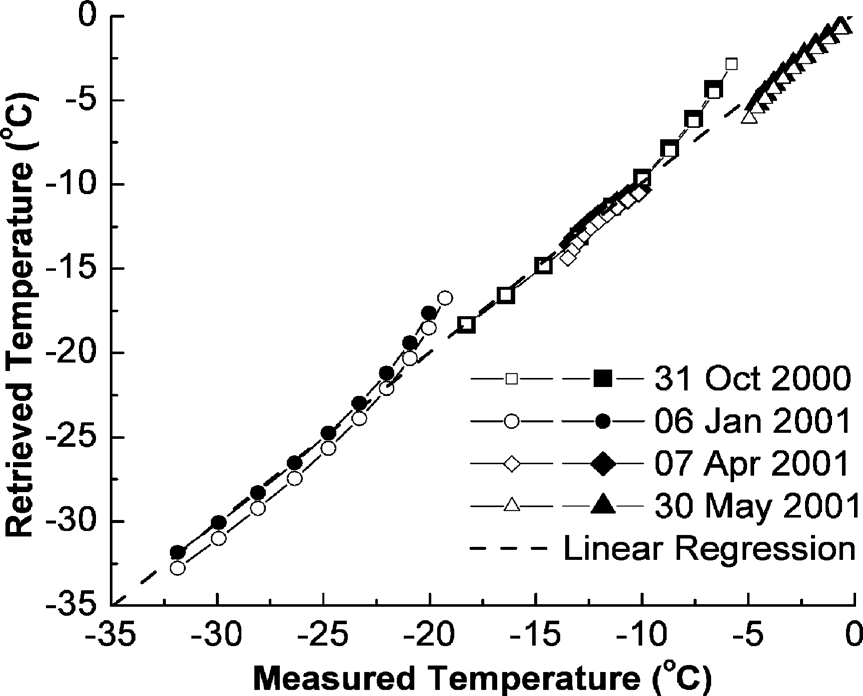 0
-5
-10
-15
-20
-25
-30
-35
Retrieved Temperature (°C)
31 Oct 2000
06 Jan 2001
07 Apr 2001
30 May 2001
Linear Regression
-35 -30 -25 -20 -15 -10 -5 0
Measured Temperature (°C)